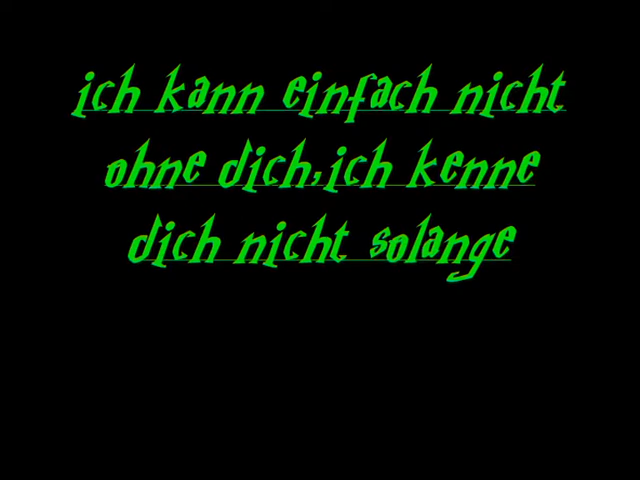 ich kann einfach nicht
ohne dich,ich kenne
dich nicht solange